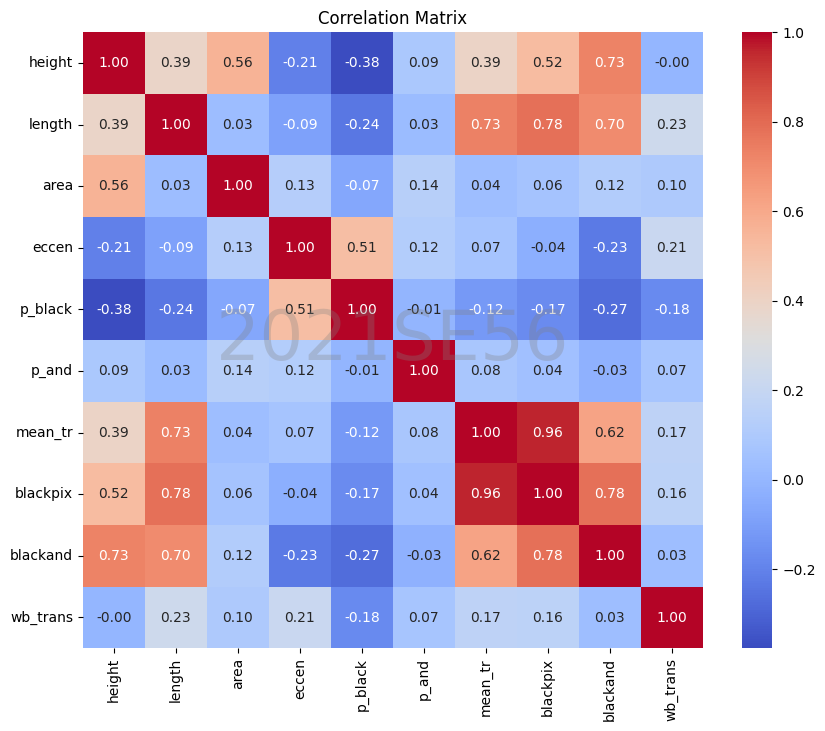 Correlation Matrix
height 1.00 0.39 0.56 -0.21 -0.38 0.09 0.39 0.52 0.73 -0.00
length 0.39 1.00 0.03 -0.09 -0.24 0.03 0.73 0.78 0.70 0.23
area 0.56 0.03 1.00 0.13 -0.07 0.14 0.04 0.06 0.12 0.10
eccen -0.21 -0.09 0.13 1.00 0.51 0.12 0.07 -0.04 -0.23 0.21
p_black -0.38 -0.24 -0.07 0.51 1.00 -0.01 -0.12 -0.17 -0.27 -0.18
2021SE56
p_and 0.09 0.03 0.14 0.12 -0.01 1.00 0.08 0.04 -0.03 0.07
mean_tr 0.39 0.73 0.04 0.07 -0.12 0.08 1.00 0.96 0.62 0.17
blackpix 0.52 0.78 0.06 -0.04 -0.17 0.04 0.96 1.00 0.78 0.16
blackand 0.73 0.70 0.12 -0.23 -0.27 -0.03 0.62 0.78 1.00 0.03
wb_trans -0.00 0.23 0.10 0.21 -0.18 0.07 0.17 0.16 0.03 1.00
height length area eccen p_black p_and mean_tr blackpix blackand wb_trans
1.0
0.8
0.6
0.4
0.2
0.0
−0.2